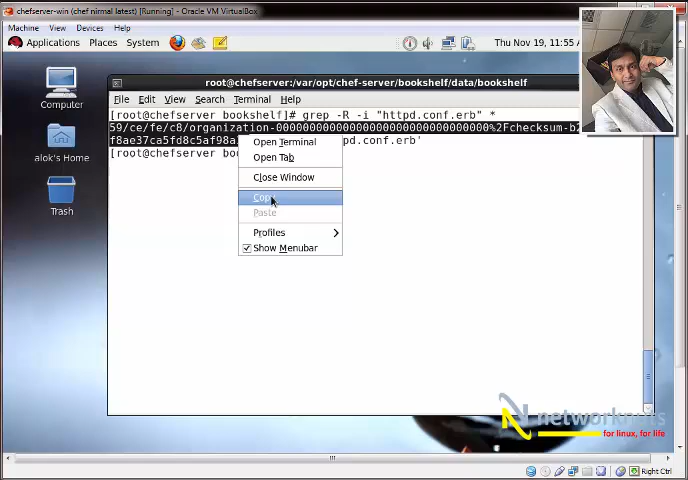 chefserver-win (chef nirmal latest) [Running] - Oracle VM VirtualBox
Machine View Devices Help
Applications Places System Thu Nov 19, 11:55
root@chefserver:/var/opt/chef-server/bookshelf/data/bookshelf
File Edit View Search Terminal Help
[root@chefserver bookshelf]# grep -R -i "httpd.conf.erb" *
59/ce/fe/c8/organization-00000000000000000000000000000000%2Fchecksum-b
f8ae37ca5fd8c5af98a pd.conf.erb'
[root@chefserver bo
Open Terminal
Open Tab
Close Window
Copy
Paste
Profiles
Show Menubar
Computer
alok's Home
Trash
networknuts
for linux, for life
Right Ctrl